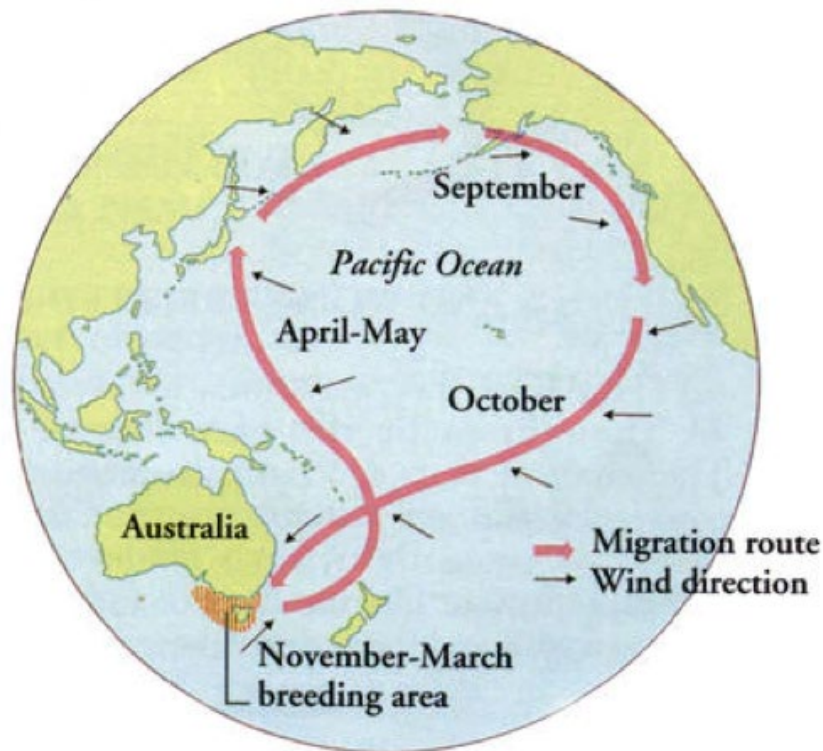 September
Pacific Ocean
April-May
October
Australia
Migration route
Wind direction
November-March
breeding area